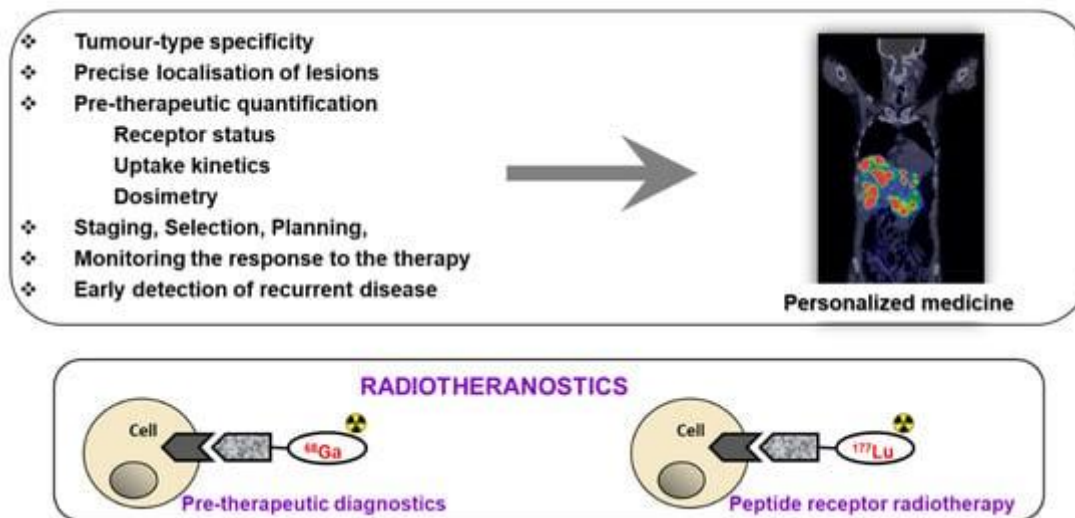 ❖ Tumour-type specificity
❖ Precise localisation of lesions
❖ Pre-therapeutic quantification
Receptor status
Uptake kinetics
Dosimetry
❖ Staging, Selection, Planning,
❖ Monitoring the response to the therapy
❖ Early detection of recurrent disease
Personalized medicine
RADIOTHERANOSTICS
Cell
⁶⁸Ga
Pre-therapeutic diagnostics
Cell
¹⁷⁷Lu
Peptide receptor radiotherapy